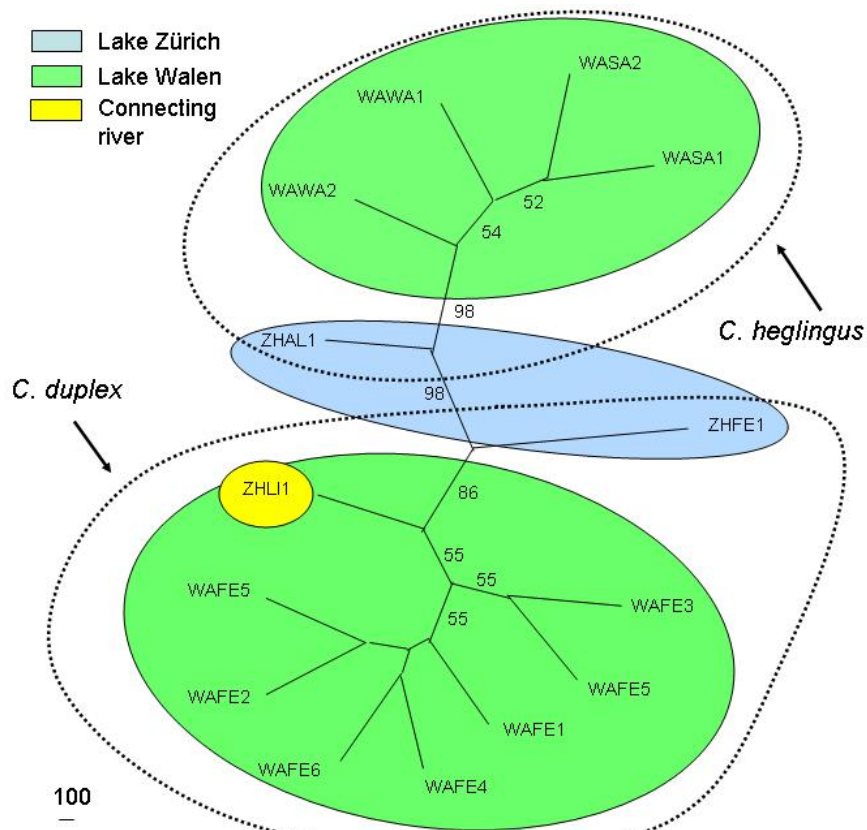 Lake Zürich
Lake Walen
Connecting
river
WASA2
WAWA1
WASA1
WAWA2
52
54
98
C. heglingus
ZHAL1
C. duplex
98
ZHFE1
ZHLI1
86
55
55
WAFE5
WAFE3
55
WAFE5
WAFE2
WAFE1
WAFE6
WAFE4
100